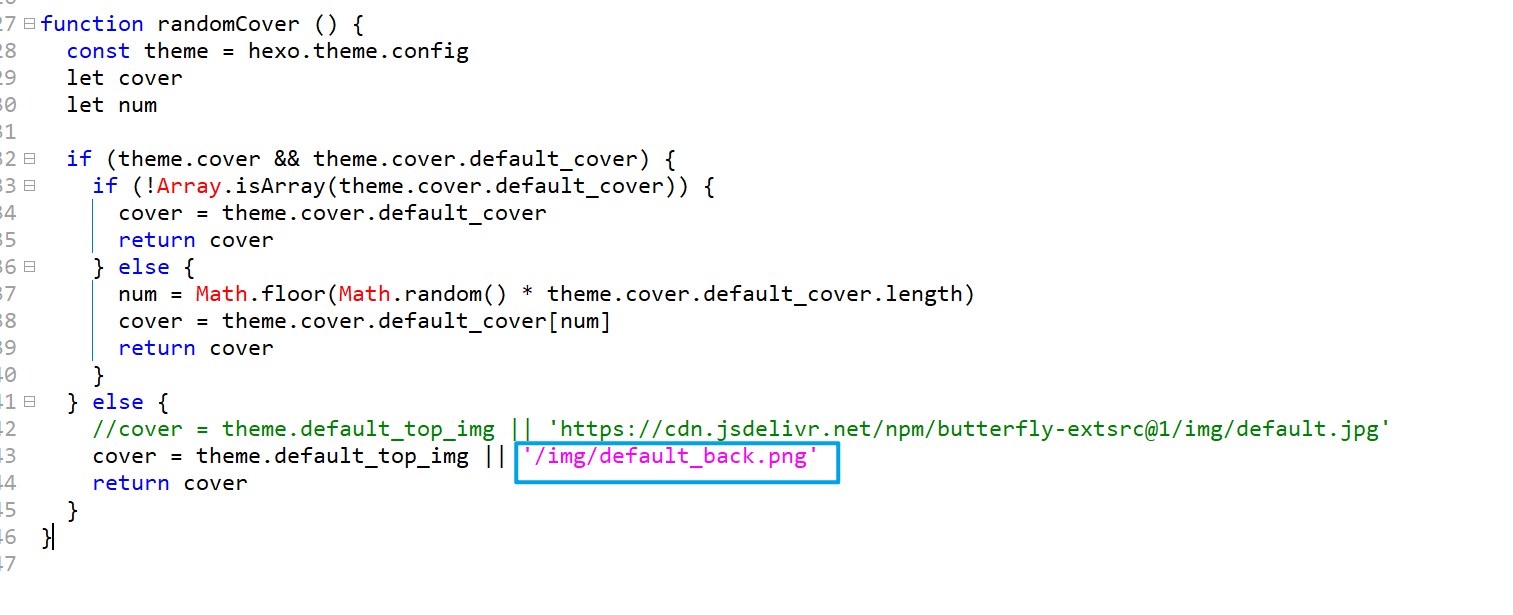 27 function randomCover () {
28 const theme = hexo.theme.config
29 let cover
30 let num
31
32 if (theme.cover && theme.cover.default_cover) {
33 if (!Array.isArray(theme.cover.default_cover)) {
34 cover = theme.cover.default_cover
35 return cover
36 } else {
37 num = Math.floor(Math.random() * theme.cover.default_cover.length)
38 cover = theme.cover.default_cover[num]
39 return cover
40 }
41 } else {
42 //cover = theme.default_top_img || 'https://cdn.jsdelivr.net/npm/butterfly-extsrc@1/img/default.jpg'
43 cover = theme.default_top_img || '/img/default_back.png'
44 return cover
45 }
46 }
47